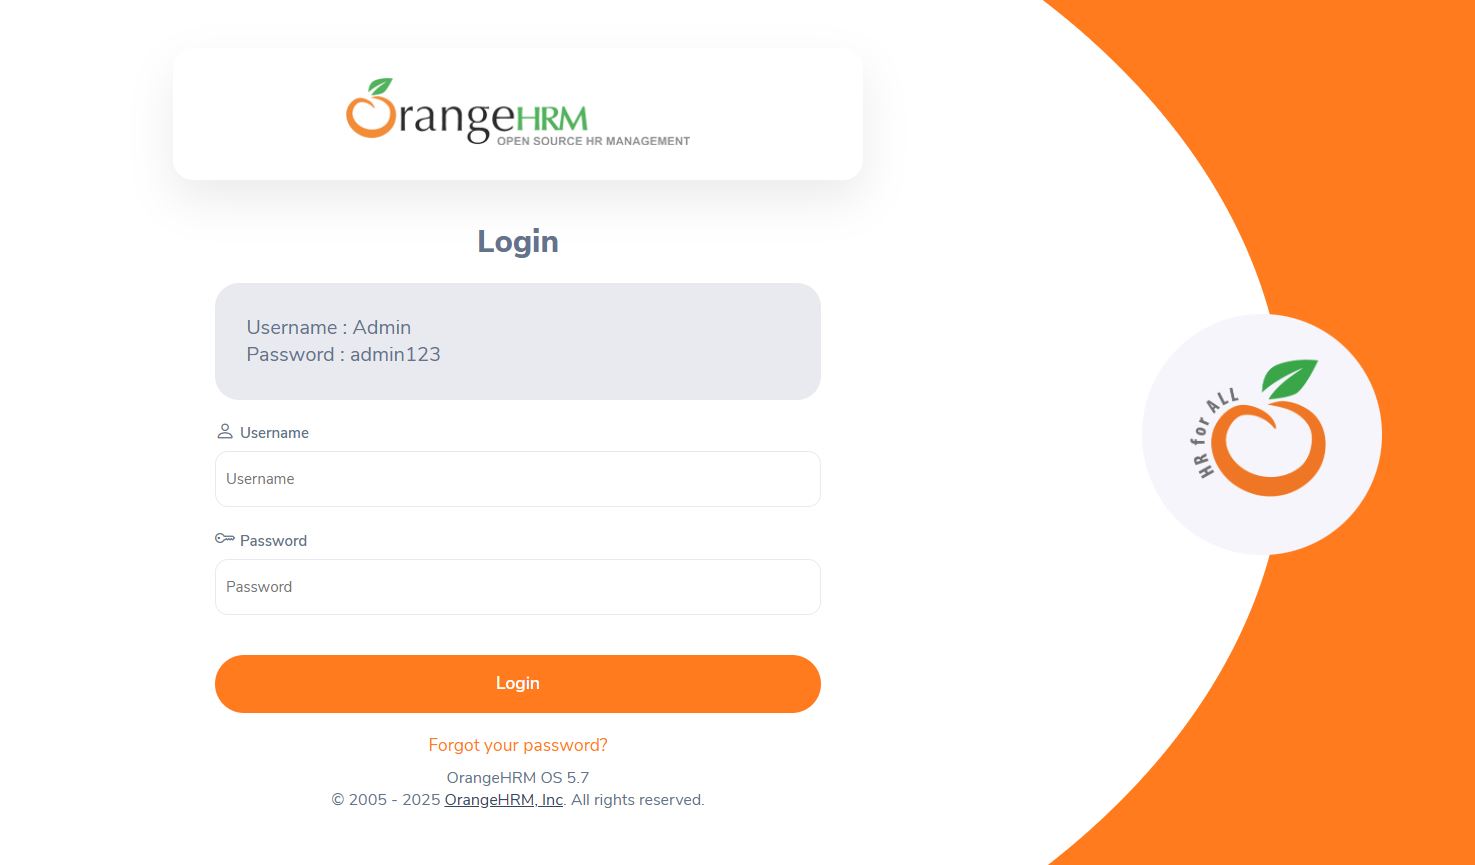 OrangeHRM
OPEN SOURCE HR MANAGEMENT
Login
Username : Admin
Password : admin123
Username
Username
Password
Password
Login
Forgot your password?
OrangeHRM OS 5.7
© 2005 - 2025 OrangeHRM, Inc. All rights reserved.
HR for ALL